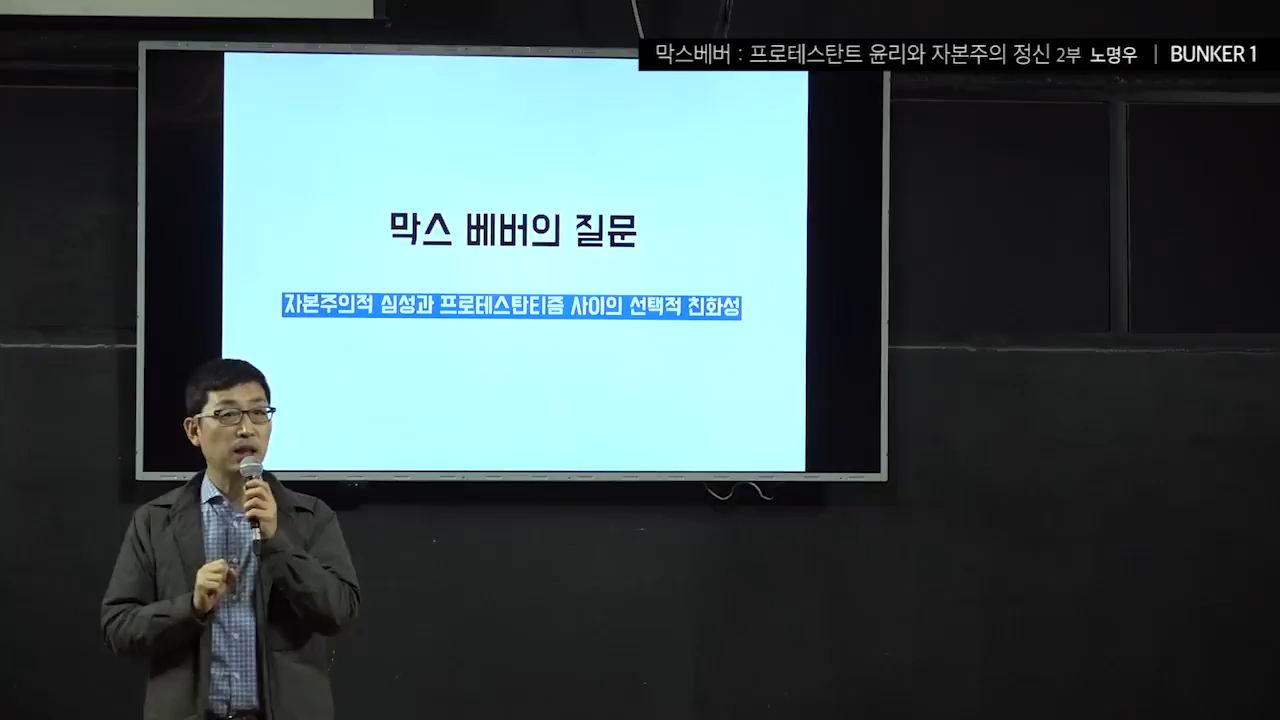 막스베버 : 프로테스탄트 윤리와 자본주의 정신 2부 노명우 | BUNKER 1
막스 베버의 질문
자본주의적 심성과 프로테스탄티즘 사이의 선택적 친화성